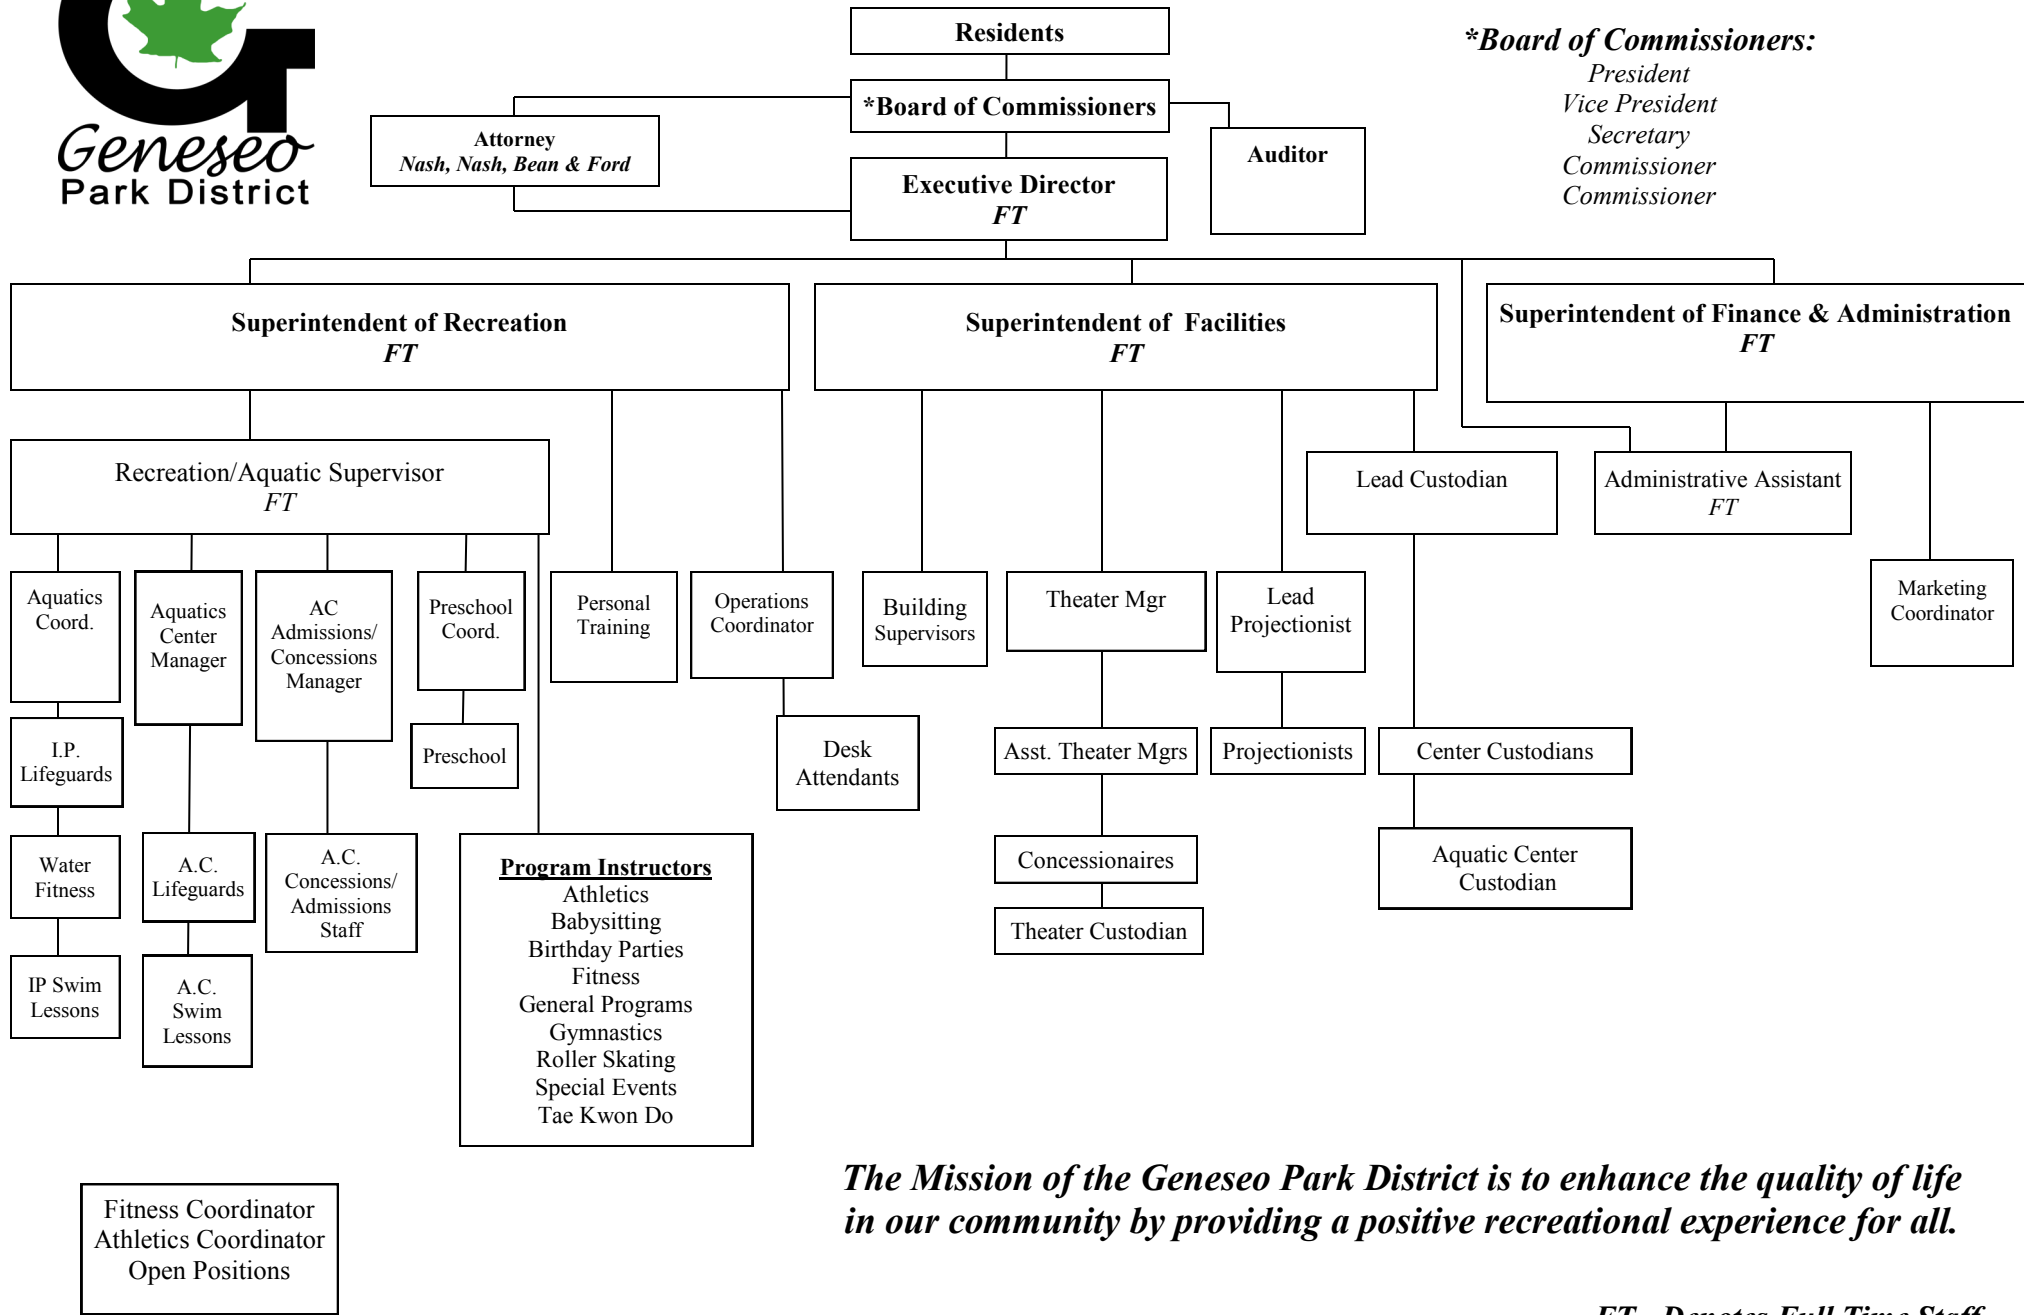 Geneseo
Park District
Residents
*Board of Commissioners
Attorney
Nash, Nash, Bean & Ford
Executive Director
FT
Auditor
*Board of Commissioners:
President
Vice President
Secretary
Commissioner
Commissioner
Superintendent of Recreation
FT
Superintendent of Facilities
FT
Superintendent of Finance & Administration
FT
Recreation/Aquatic Supervisor
FT
Lead Custodian
Administrative Assistant
FT
Aquatics
Coord.
Aquatics
Center
Manager
AC
Admissions/
Concessions
Manager
Preschool
Coord.
Personal
Training
Operations
Coordinator
Building
Supervisors
Theater Mgr
Lead
Projectionist
Marketing
Coordinator
I.P.
Lifeguards
Preschool
Desk
Attendants
Asst. Theater Mgrs
Projectionists
Center Custodians
Water
Fitness
A.C.
Lifeguards
A.C.
Concessions/
Admissions
Staff
Program Instructors
Athletics
Babysitting
Birthday Parties
Fitness
General Programs
Gymnastics
Roller Skating
Special Events
Tae Kwon Do
Concessionaires
Aquatic Center
Custodian
Theater Custodian
IP Swim
Lessons
A.C.
Swim
Lessons
Fitness Coordinator
Athletics Coordinator
Open Positions
The Mission of the Geneseo Park District is to enhance the quality of life
in our community by providing a positive recreational experience for all.
FT - Denotes Full Time Staff